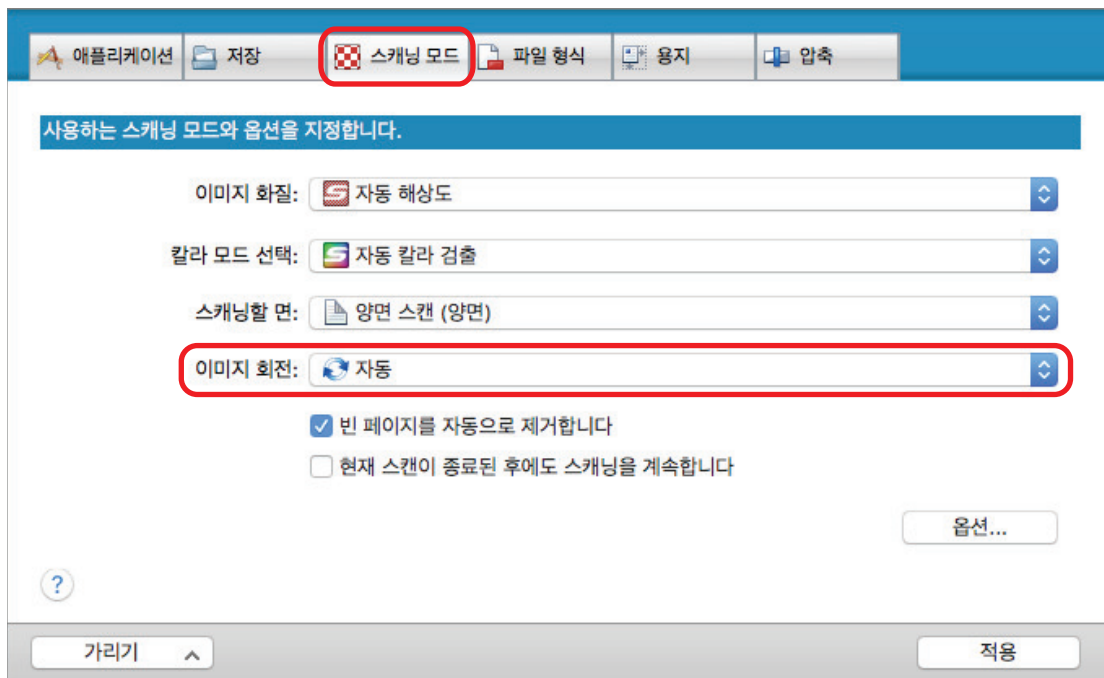 애플리케이션 저장 스캐닝 모드 파일 형식 용지 압축
사용하는 스캐닝 모드와 옵션을 지정합니다.
이미지 화질: 자동 해상도
칼라 모드 선택: 자동 칼라 검출
스캐닝할 면: 양면 스캔 (양면)
이미지 회전: 자동
빈 페이지를 자동으로 제거합니다
현재 스캔이 종료된 후에도 스캐닝을 계속합니다
옵션...
?
가리기 적용